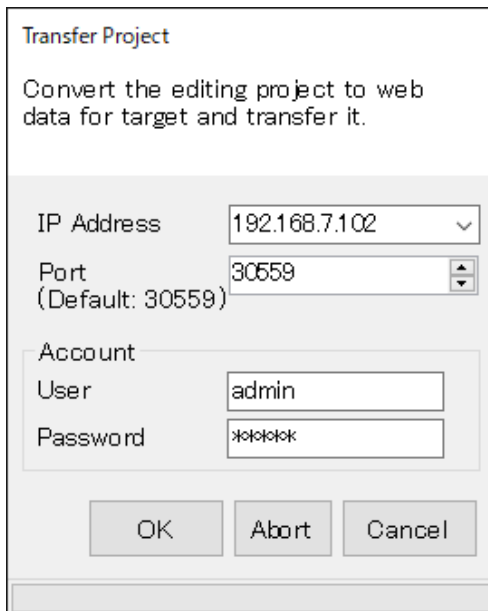 Transfer Project
Convert the editing project to web
data for target and transfer it.
IP Address
192.168.7.102
Port
(Default: 30559)
30559
Account
User
admin
Password
*****
OK
Abort
Cancel